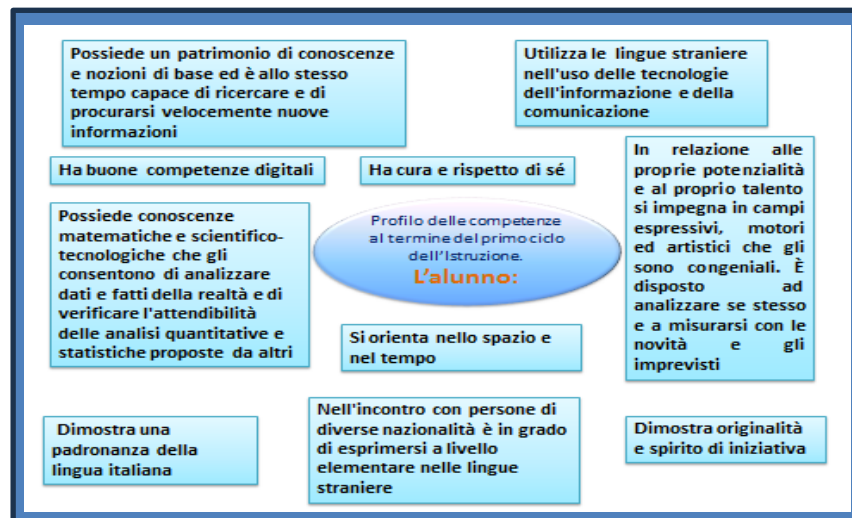 Possiede un patrimonio di conoscenze
e nozioni di base ed è allo stesso
tempo capace di ricercare e di
procurarsi velocemente nuove
informazioni
Utilizza le lingue straniere
nell'uso delle tecnologie
dell'informazione e della
comunicazione
Ha buone competenze digitali
Ha cura e rispetto di sé
In relazione alle
proprie potenzialità
e al proprio talento
si impegna in campi
espressivi, motori
ed artistici che gli
sono congeniali. È
disposto ad
analizzare se stesso
e a misurarsi con le
novità e gli
imprevisti
Possiede conoscenze
matematiche e scientifico-
tecnologiche che gli
consentono di analizzare
dati e fatti della realtà e di
verificare l'attendibilità
delle analisi quantitative e
statistiche proposte da altri
Profilo delle competenze
al termine del primo ciclo
dell'Istruzione.
L'alunno:
Si orienta nello spazio e
nel tempo
Dimostra una
padronanza della
lingua italiana
Nell'incontro con persone di
diverse nazionalità è in grado
di esprimersi a livello
elementare nelle lingue
straniere
Dimostra originalità
e spirito di iniziativa